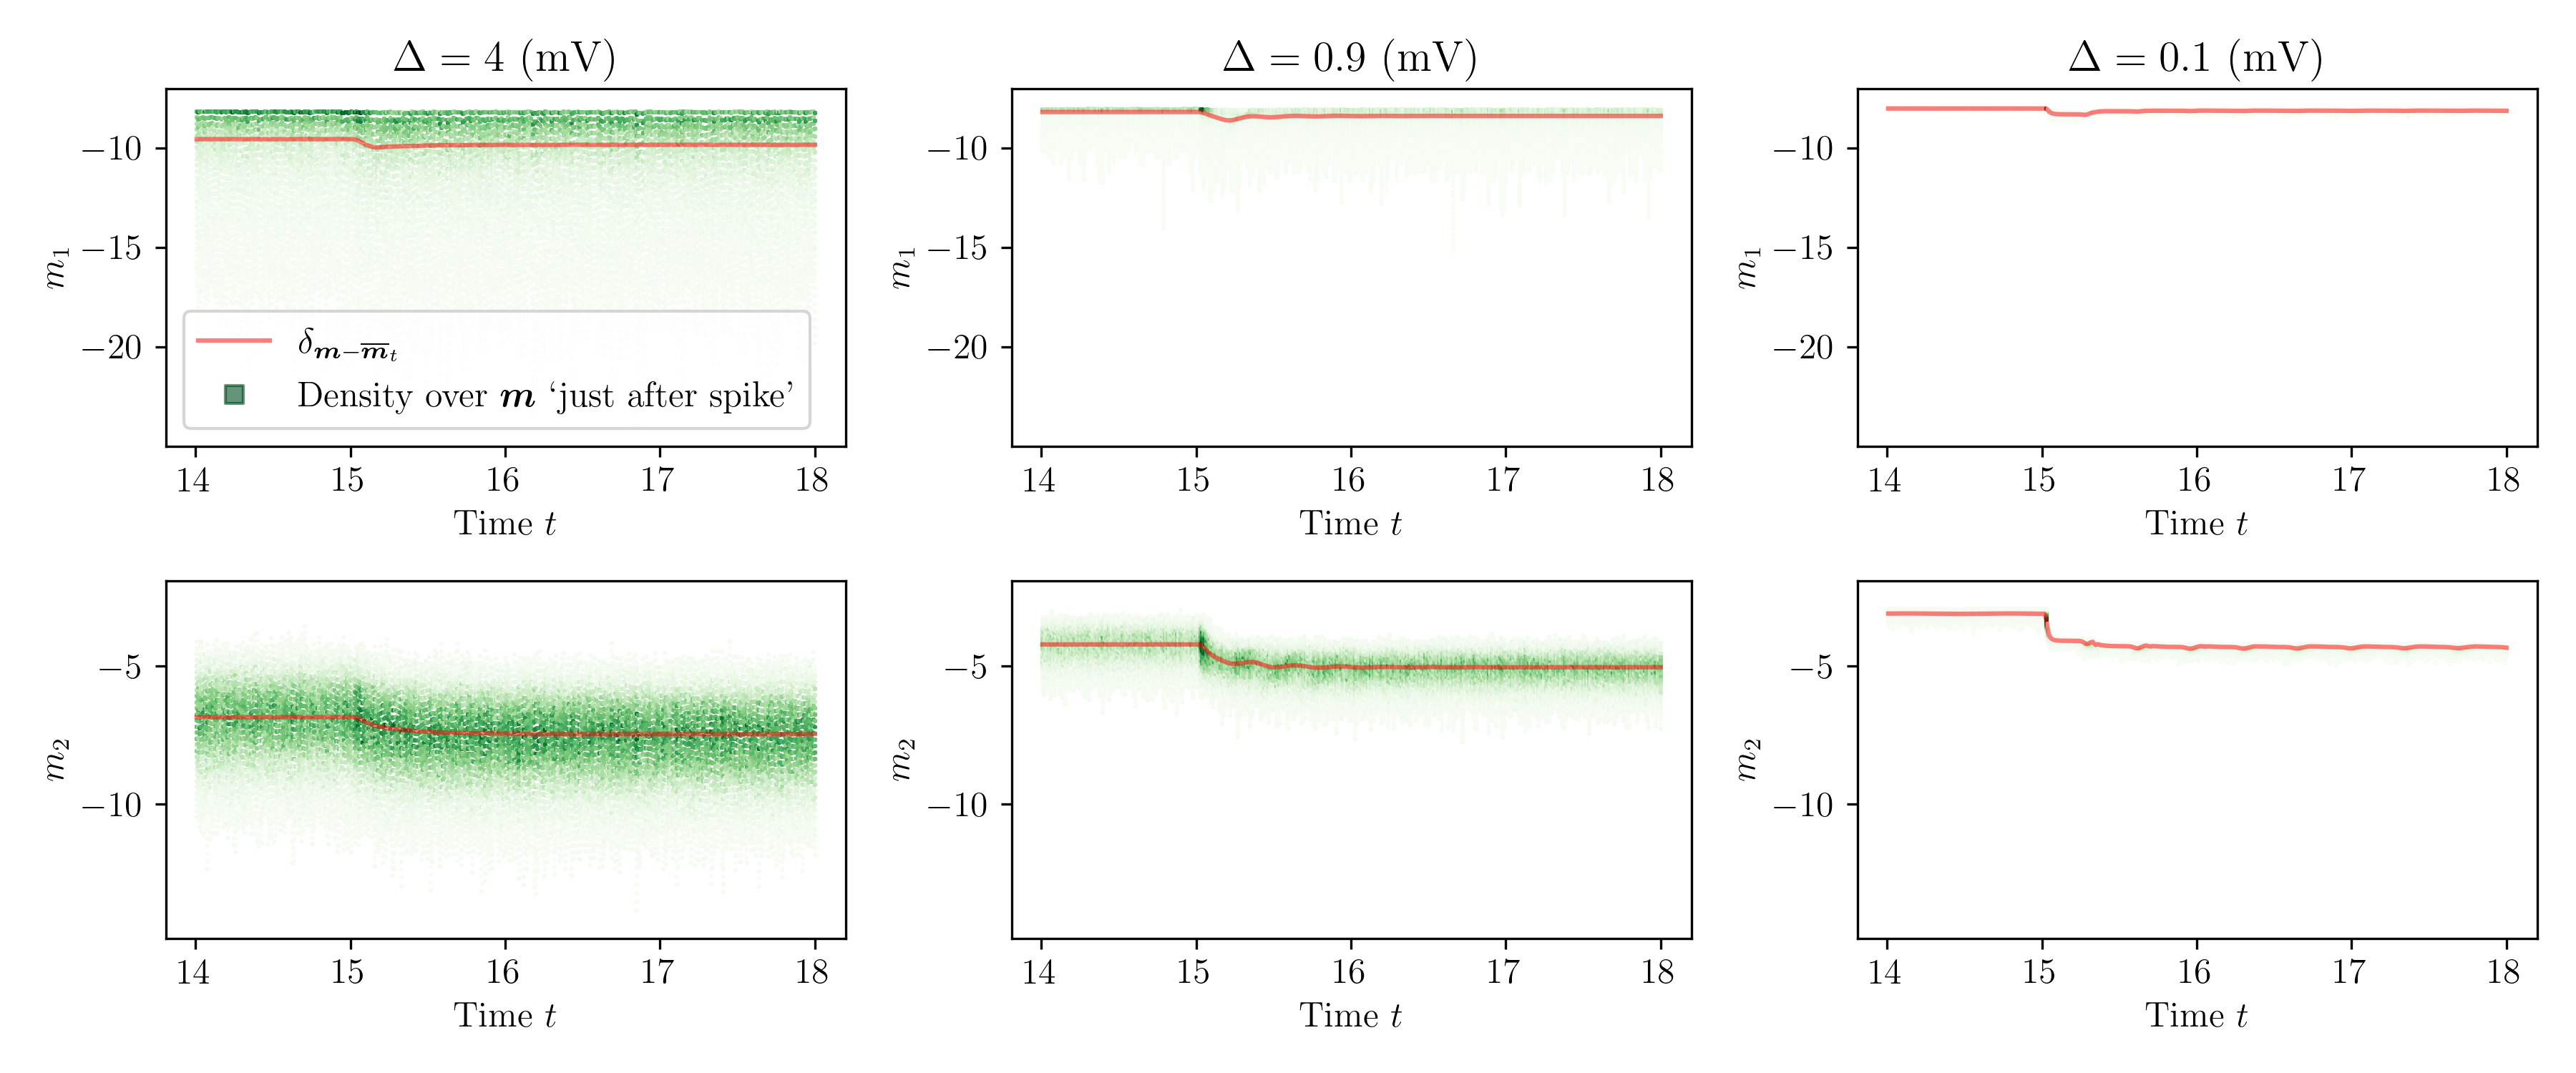 Δ = 4 (mV)
Δ = 0.9 (mV)
Δ = 0.1 (mV)
m₁
−10
−15
−20
δ𝒎−𝒎̅ₜ
Density over 𝒎 ‘just after spike’
14 15 16 17 18
Time t
m₁
−10
−15
−20
14 15 16 17 18
Time t
m₁
−10
−15
−20
14 15 16 17 18
Time t
m₂
−5
−10
14 15 16 17 18
Time t
m₂
−5
−10
14 15 16 17 18
Time t
m₂
−5
−10
14 15 16 17 18
Time t